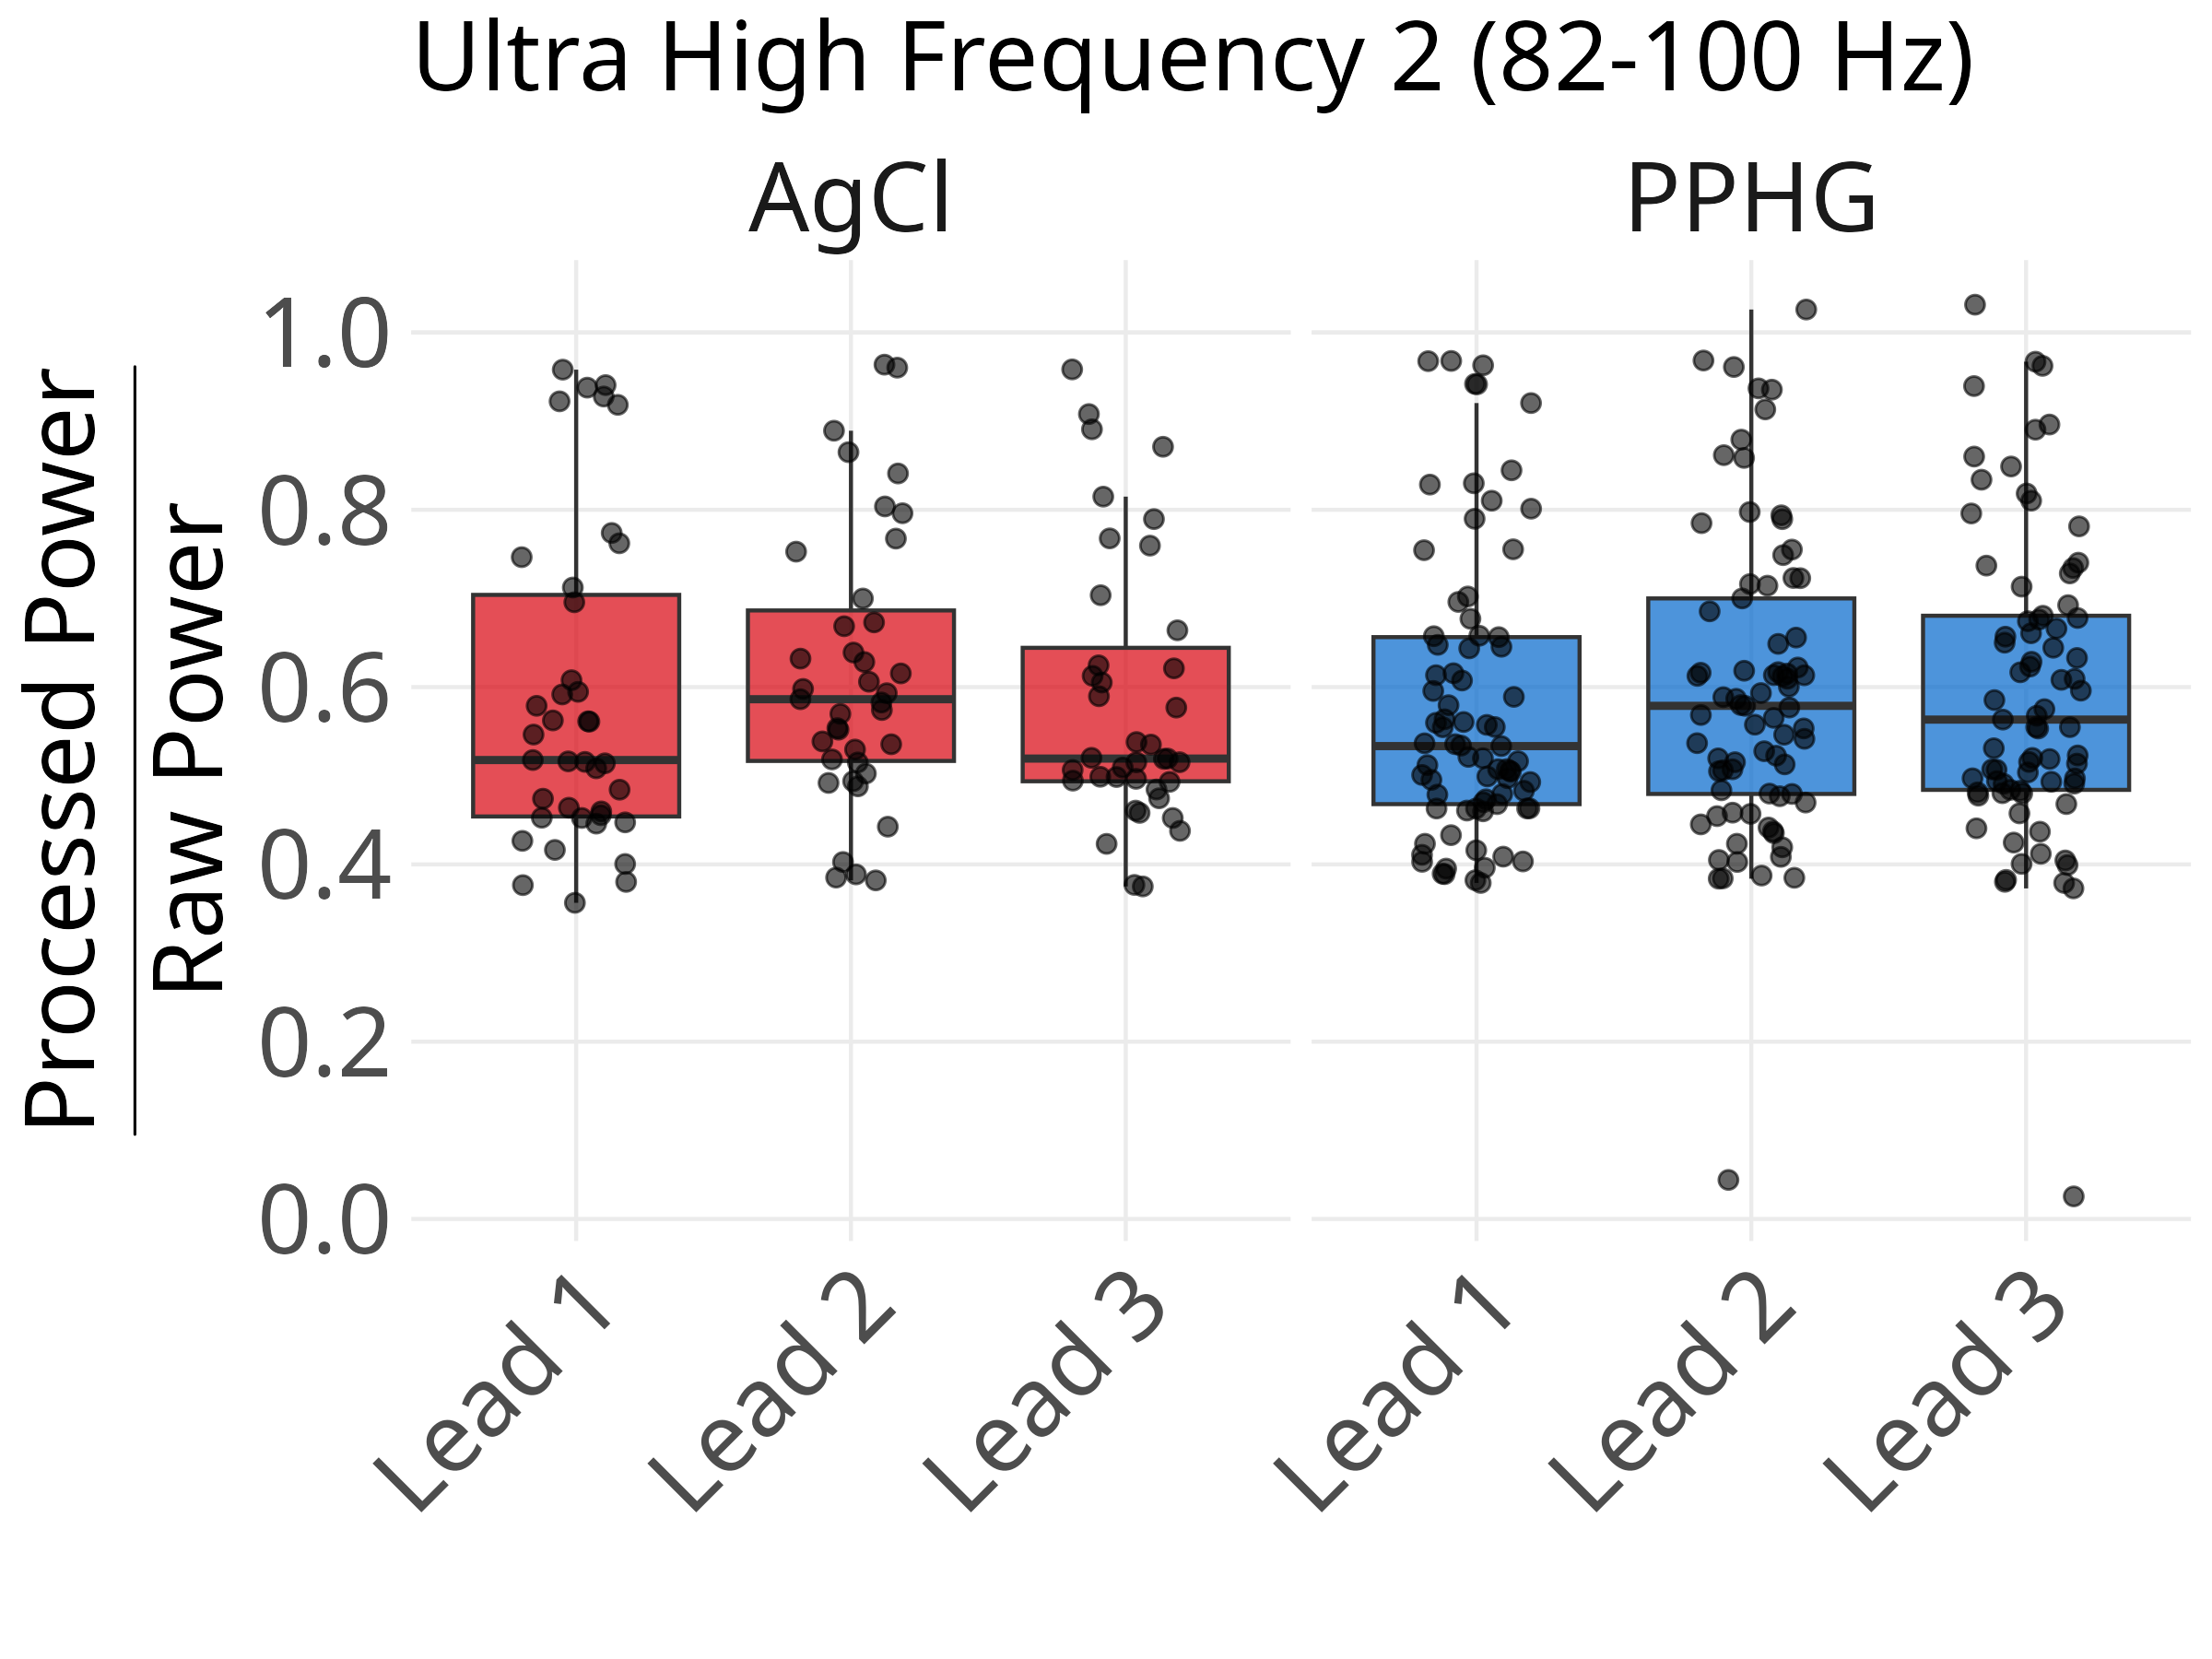 Ultra High Frequency 2 (82-100 Hz)
AgCl
PPHG
Processed Power
Raw Power
1.0
0.8
0.6
0.4
0.2
0.0
Lead 1
Lead 2
Lead 3
Lead 1
Lead 2
Lead 3